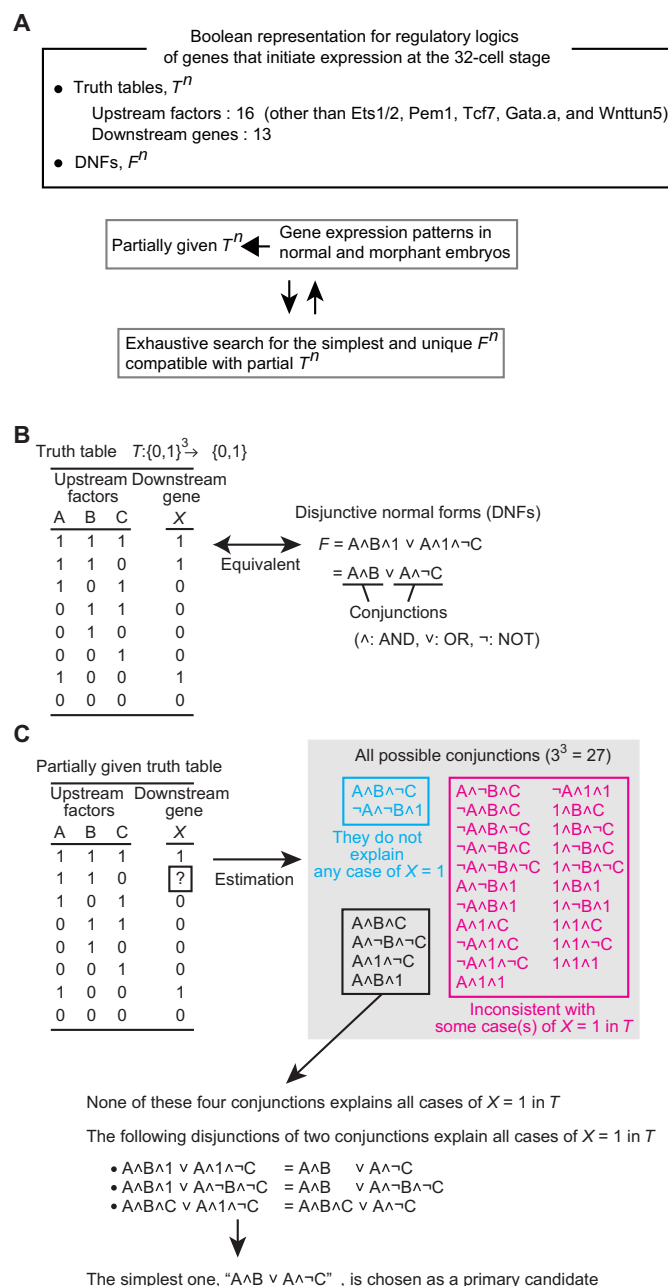 A
Boolean representation for regulatory logics
of genes that initiate expression at the 32-cell stage
● Truth tables, Tⁿ
Upstream factors : 16 (other than Ets1/2, Pem1, Tcf7, Gata.a, and Wnttun5)
Downstream genes : 13
● DNFs, Fⁿ
Partially given Tⁿ
Gene expression patterns in
normal and morphant embryos
Exhaustive search for the simplest and unique Fⁿ
compatible with partial Tⁿ
B
Truth table T:{0,1}³→ {0,1}
Upstream factors Downstream gene
A B C X
1 1 1 1
1 1 0 1
1 0 1 0
0 1 1 0
0 1 0 0
0 0 1 0
1 0 0 1
0 0 0 0
Equivalent
Disjunctive normal forms (DNFs)
F = A∧B∧1 ∨ A∧1∧¬C
= A∧B ∨ A∧¬C
Conjunctions
(∧: AND, ∨: OR, ¬: NOT)
C
Partially given truth table
Upstream factors Downstream gene
A B C X
1 1 1 1
1 1 0 ?
1 0 1 0
0 1 1 0
0 1 0 0
0 0 1 0
1 0 0 1
0 0 0 0
Estimation
All possible conjunctions (3³ = 27)
A∧B∧¬C
¬A∧¬B∧1
They do not
explain
any case of X = 1
A∧B∧C
A∧¬B∧¬C
A∧1∧¬C
A∧B∧1
A∧¬B∧C ¬A∧1∧1
¬A∧B∧C 1∧B∧C
¬A∧B∧¬C 1∧B∧¬C
¬A∧¬B∧C 1∧¬B∧C
¬A∧¬B∧¬C 1∧¬B∧¬C
A∧¬B∧1 1∧B∧1
¬A∧B∧1 1∧¬B∧1
A∧1∧C 1∧1∧C
¬A∧1∧C 1∧1∧¬C
¬A∧1∧¬C 1∧1∧1
A∧1∧1
Inconsistent with
some case(s) of X = 1 in T
None of these four conjunctions explains all cases of X = 1 in T
The following disjunctions of two conjunctions explain all cases of X = 1 in T
• A∧B∧1 ∨ A∧1∧¬C = A∧B ∨ A∧¬C
• A∧B∧1 ∨ A∧¬B∧¬C = A∧B ∨ A∧¬B∧¬C
• A∧B∧C ∨ A∧1∧¬C = A∧B∧C ∨ A∧¬C
The simplest one, "A∧B ∨ A∧¬C" , is chosen as a primary candidate